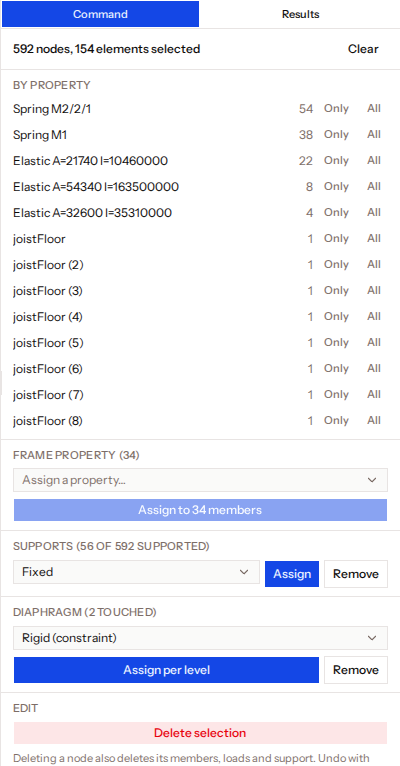 Command Results
592 nodes, 154 elements selected Clear
BY PROPERTY
Spring M2/2/1 54 Only All
Spring M1 38 Only All
Elastic A=21740 I=10460000 22 Only All
Elastic A=54340 I=163500000 8 Only All
Elastic A=32600 I=35310000 4 Only All
joistFloor 1 Only All
joistFloor (2) 1 Only All
joistFloor (3) 1 Only All
joistFloor (4) 1 Only All
joistFloor (5) 1 Only All
joistFloor (6) 1 Only All
joistFloor (7) 1 Only All
joistFloor (8) 1 Only All
FRAME PROPERTY (34)
Assign a property...
Assign to 34 members
SUPPORTS (56 OF 592 SUPPORTED)
Fixed Assign Remove
DIAPHRAGM (2 TOUCHED)
Rigid (constraint)
Assign per level Remove
EDIT
Delete selection
Deleting a node also deletes its members, loads and support. Undo with